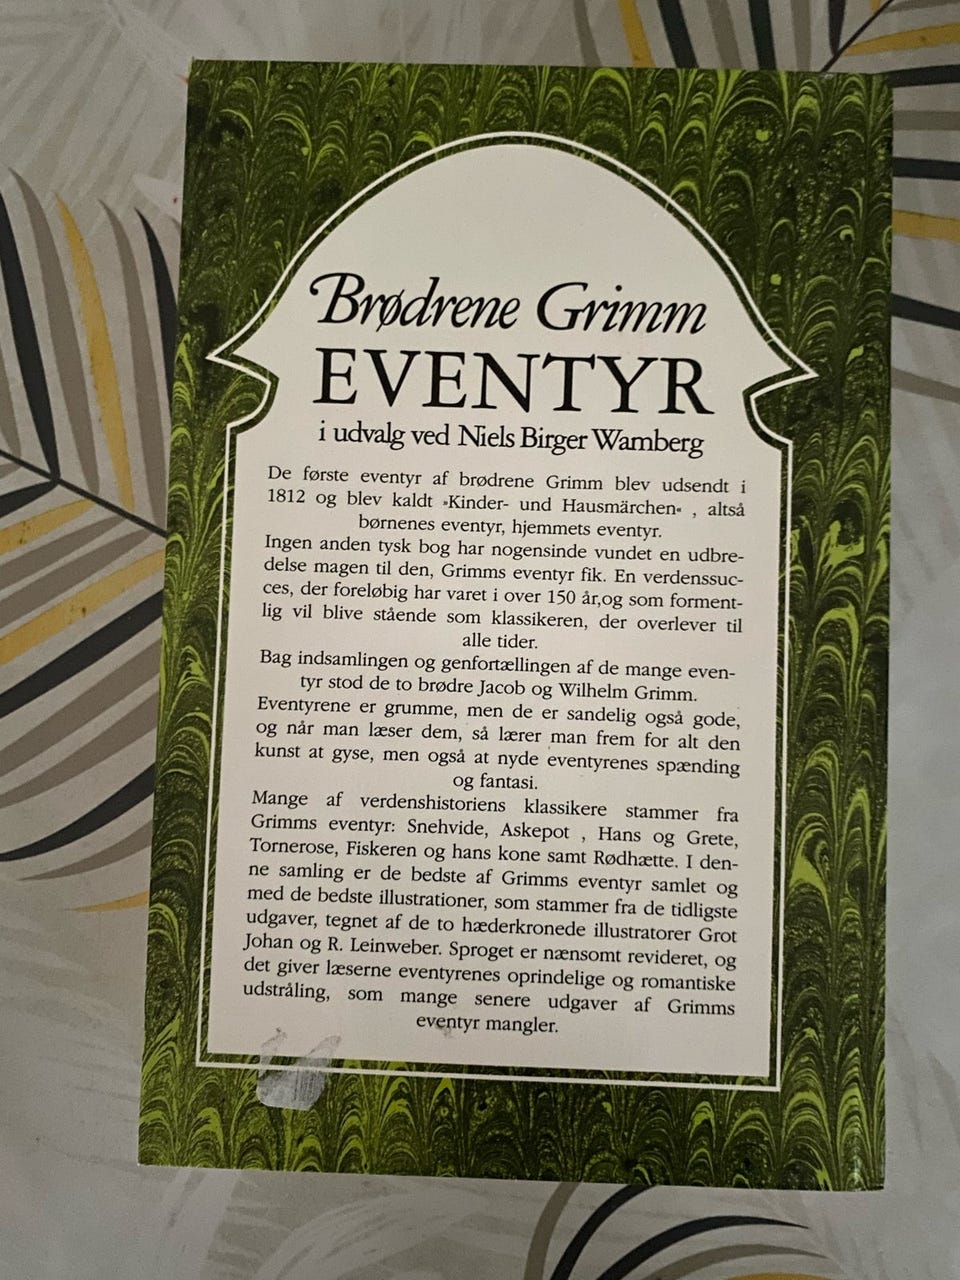 Brødrene Grimm
EVENTYR
i udvalg ved Niels Birger Wamberg
De første eventyr af brødrene Grimm blev udsendt i
1812 og blev kaldt »Kinder- und Hausmärchen« , altså
børnenes eventyr, hjemmets eventyr.
Ingen anden tysk bog har nogensinde vundet en udbre-
delse magen til den, Grimms eventyr fik. En verdenssuc-
ces, der foreløbig har varet i over 150 år,og som forment-
lig vil blive stående som klassikeren, der overlever til
alle tider.
Bag indsamlingen og genfortællingen af de mange even-
tyr stod de to brødre Jacob og Wilhelm Grimm.
Eventyrene er grumme, men de er sandelig også gode,
og når man læser dem, så lærer man frem for alt den
kunst at gyse, men også at nyde eventyrenes spænding
og fantasi.
Mange af verdenshistoriens klassikere stammer fra
Grimms eventyr: Snehvide, Askepot , Hans og Grete,
Tornerose, Fiskeren og hans kone samt Rødhætte. I den-
ne samling er de bedste af Grimms eventyr samlet og
med de bedste illustrationer, som stammer fra de tidligste
udgaver, tegnet af de to hæderkronede illustratorer Grot
Johan og R. Leinweber. Sproget er nænsomt revideret, og
det giver læserne eventyrenes oprindelige og romantiske
udstråling, som mange senere udgaver af Grimms
eventyr mangler.